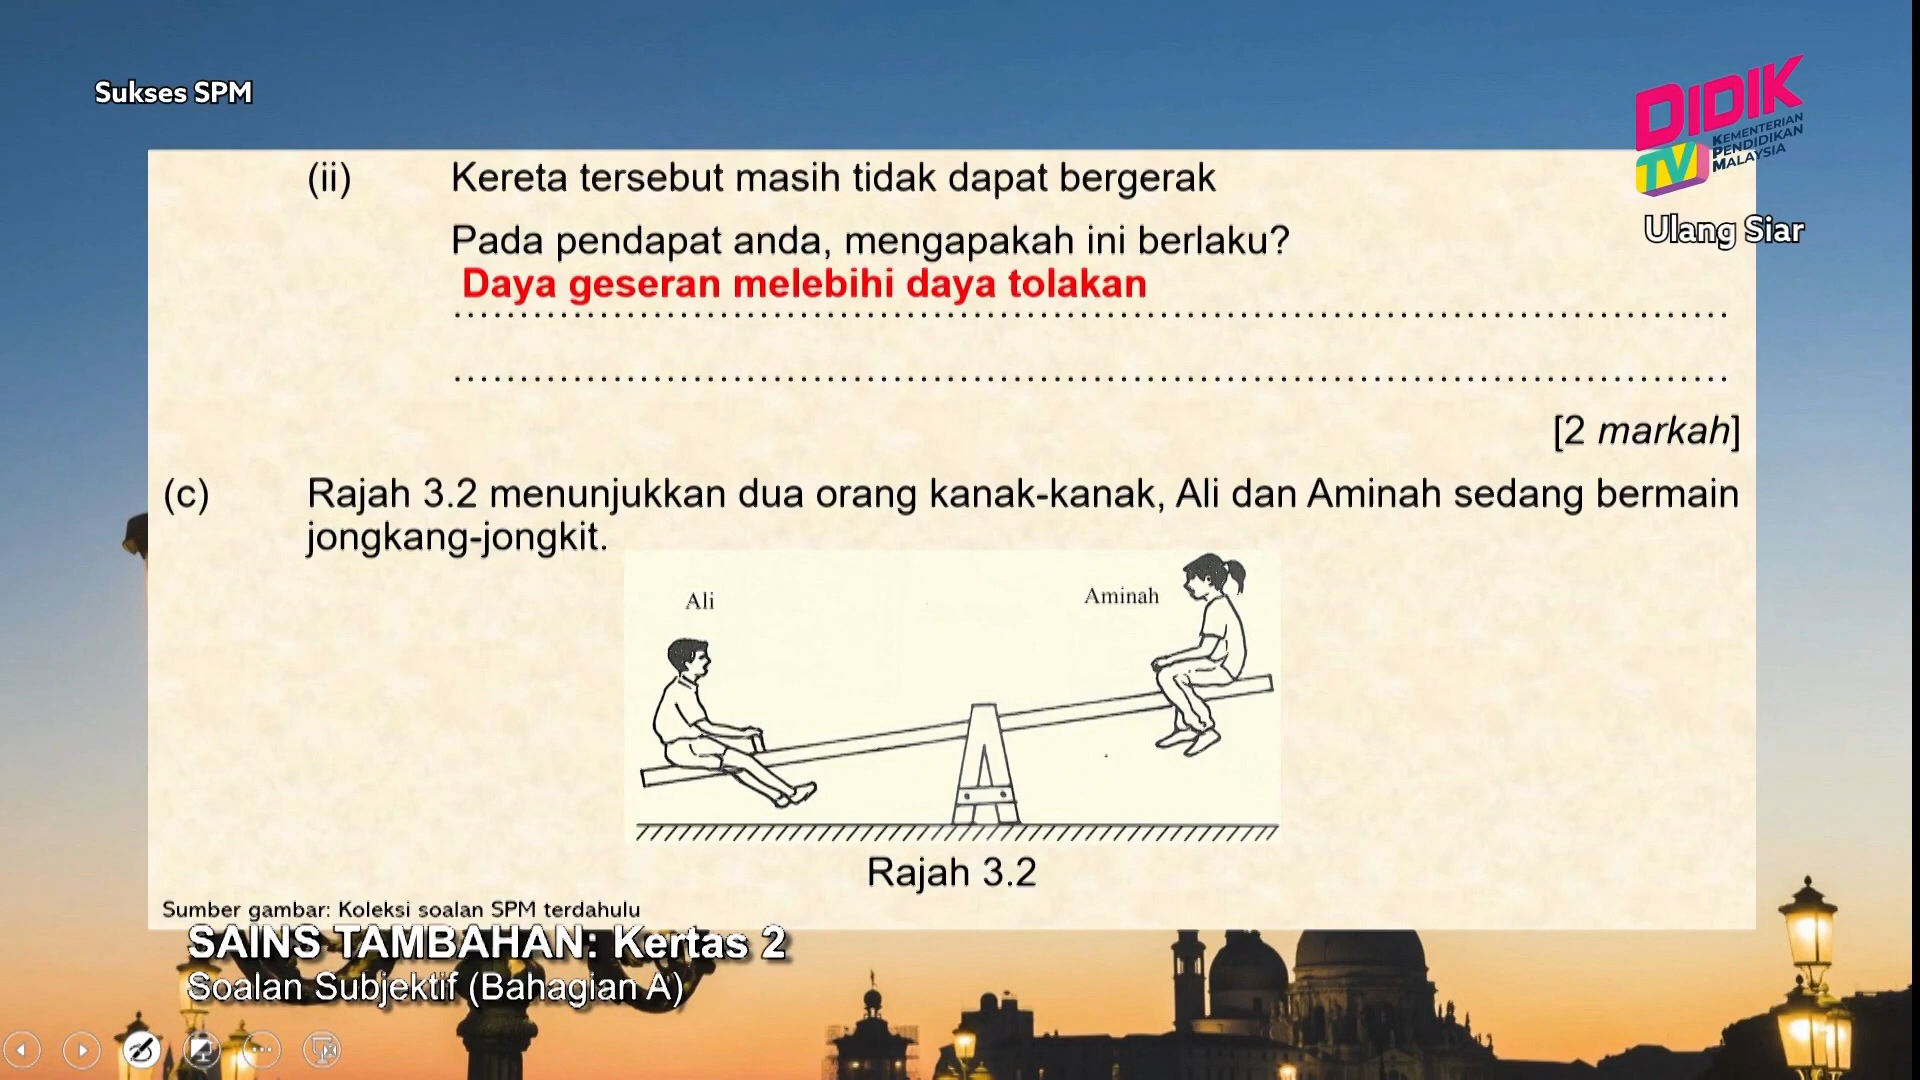 Sukses SPM
DIDIK
TV
KEMENTERIAN
PENDIDIKAN
MALAYSIA
Ulang Siar
(ii) Kereta tersebut masih tidak dapat bergerak
Pada pendapat anda, mengapakah ini berlaku?
Daya geseran melebihi daya tolakan
[2 markah]
(c) Rajah 3.2 menunjukkan dua orang kanak-kanak, Ali dan Aminah sedang bermain
jongkang-jongkit.
Ali
Aminah
Rajah 3.2
Sumber gambar: Koleksi soalan SPM terdahulu
SAINS TAMBAHAN: Kertas 2
Soalan Subjektif (Bahagian A)